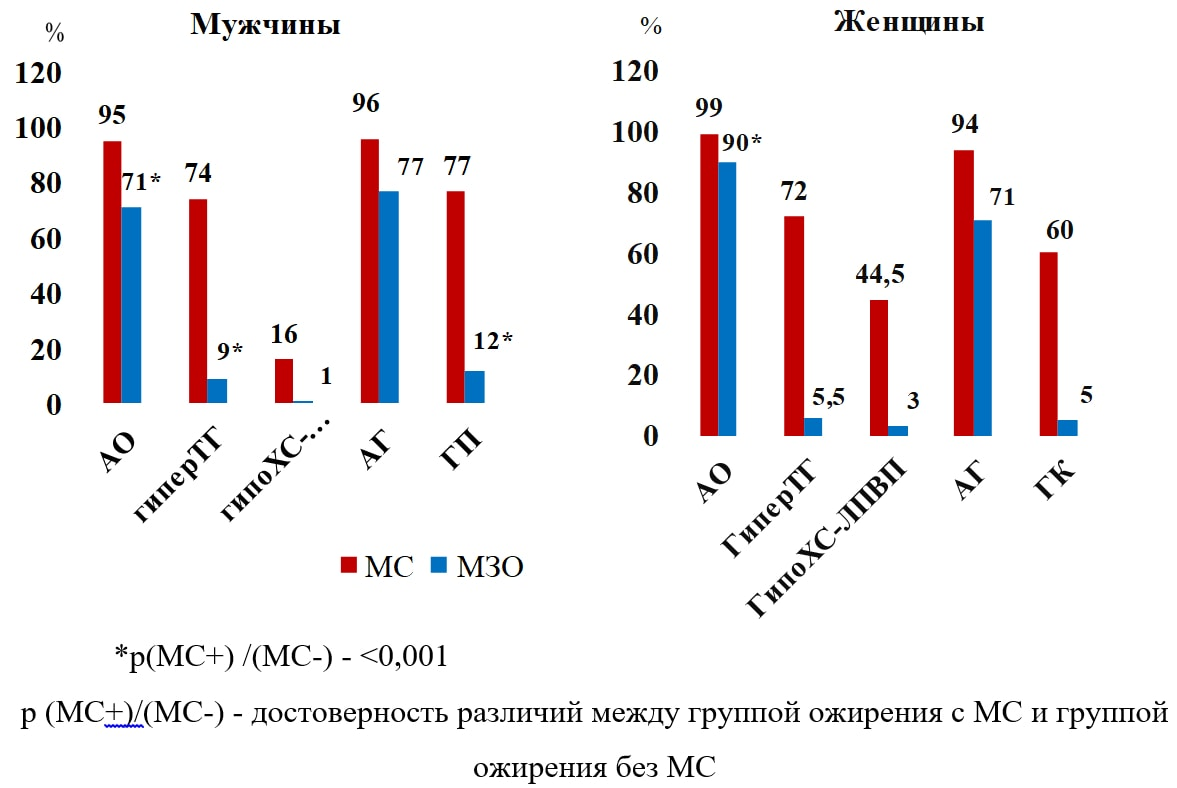 Мужчины
%
120
100
80
60
40
20
0
95
71*
74
9*
16
1
96
77
77
12*
АО
гиперТГ
гипоХС-...
АГ
ГП
Женщины
%
120
100
80
60
40
20
0
99
90*
72
5,5
44,5
3
94
71
60
5
АО
ГиперТГ
ГипоХС-ЛПВП
АГ
ГК
МС МЗО
*р(МС+) /(МС-) - <0,001
р (МС+)/(МС-) - достоверность различий между группой ожирения с МС и группой
ожирения без МС